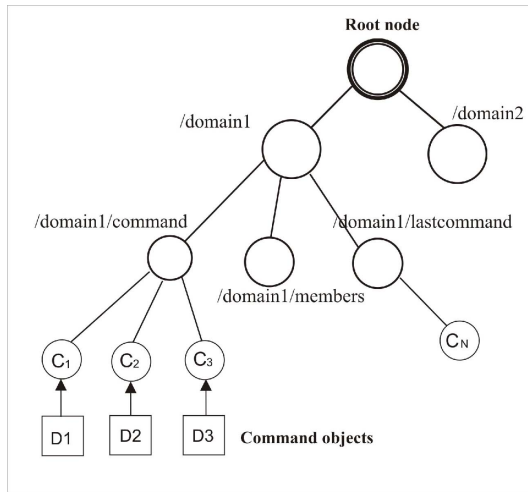 Root node
/domain1
/domain2
/domain1/command
/domain1/lastcommand
/domain1/members
C1
C2
C3
CN
D1
D2
D3
Command objects